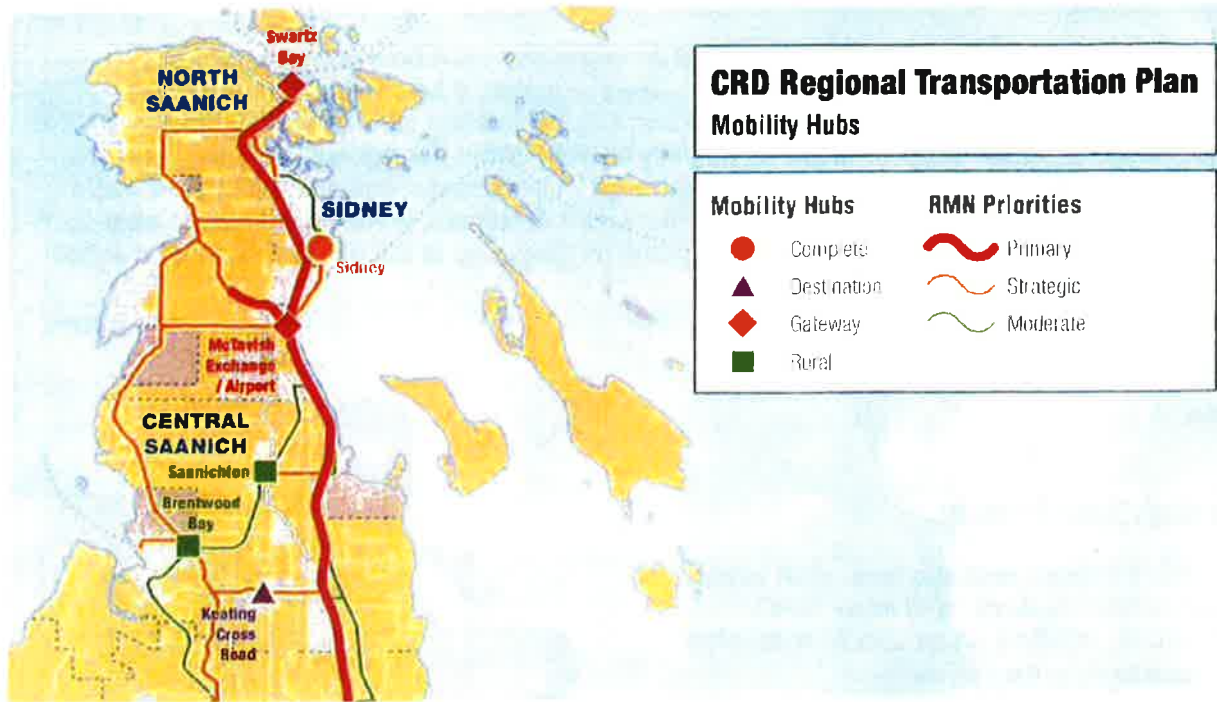 Swartz
Bay
NORTH
SAANICH
SIDNEY
Sidney
McTavish
Exchange
/ Airport
CENTRAL
SAANICH
Saanichton
Brentwood
Bay
Keating
Cross
Road
CRD Regional Transportation Plan
Mobility Hubs
Mobility Hubs
Complete
Destination
Gateway
Rural
RMN Priorities
Primary
Strategic
Moderate